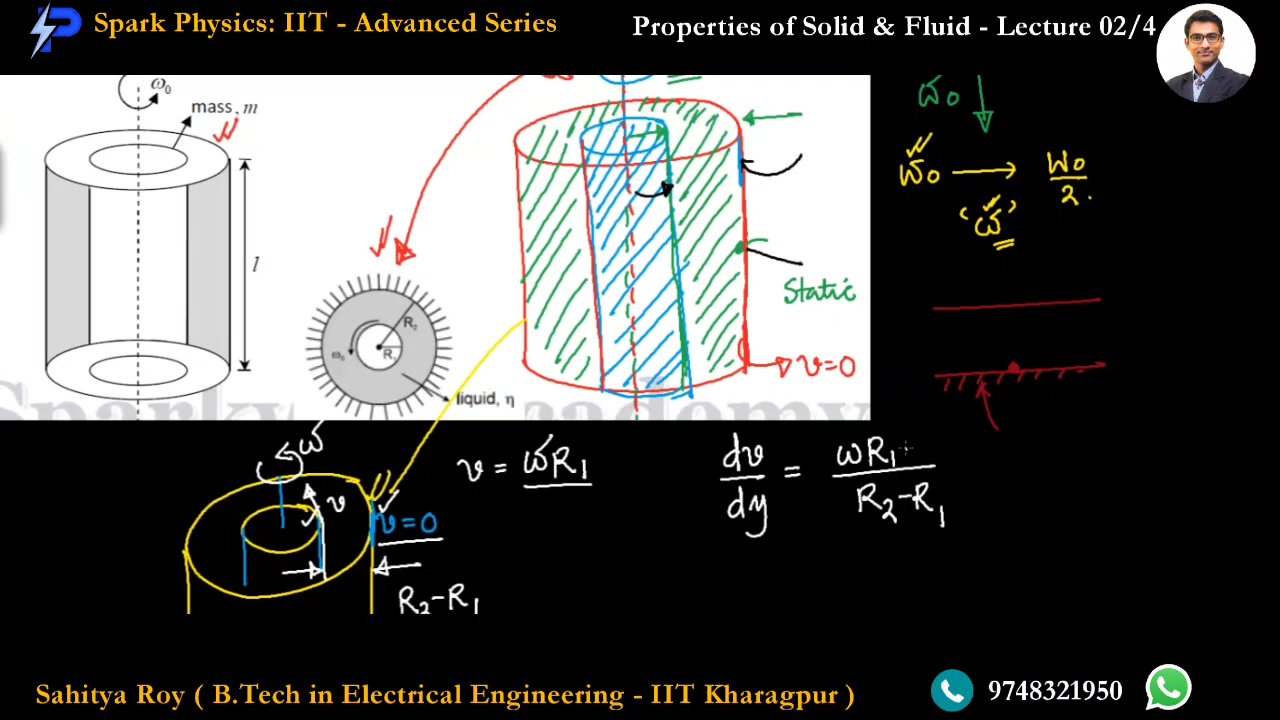 Spark Physics: IIT - Advanced Series
Properties of Solid & Fluid - Lecture 02/4
ω₀
mass, m
l
R₂
R₁
ω₀
liquid, η
Static
v=0
ω₀
ω₀ → ω₀/2.
'ω'
ω
v
v=0
R₂-R₁
v = ωR₁
dv/dy = ωR₁/R₂-R₁
Sahitya Roy ( B.Tech in Electrical Engineering - IIT Kharagpur )
9748321950